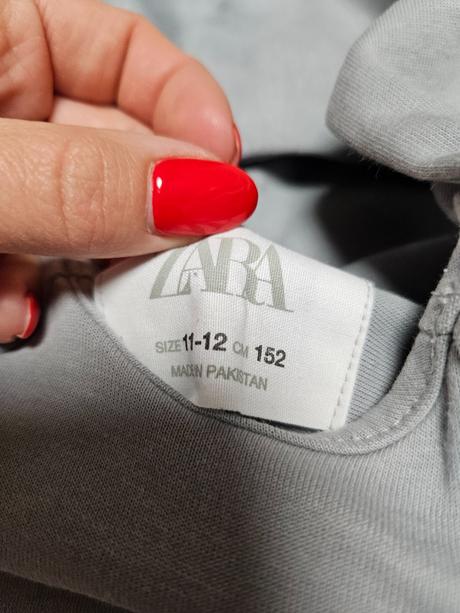 ZARA
SIZE 11-12 CM 152
MADE IN PAKISTAN